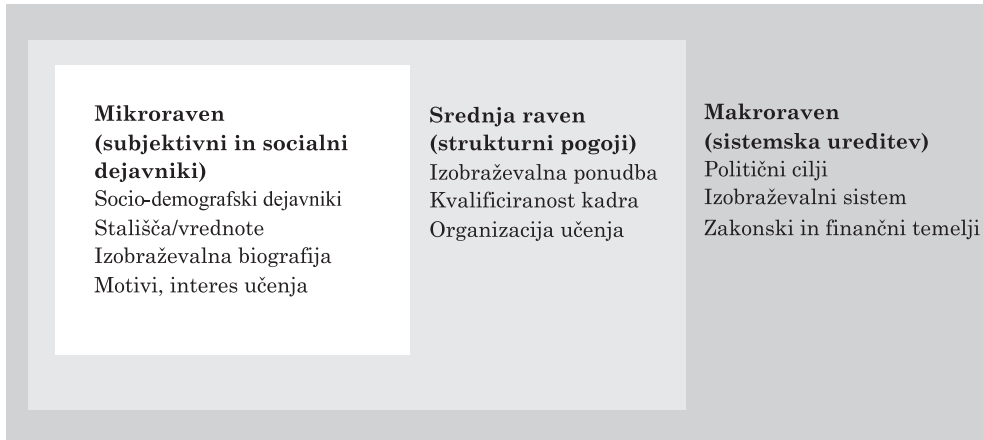 Mikroraven
(subjektivni in socialni
dejavniki)
Socio-demografski dejavniki
Stališča/vrednote
Izobraževalna biografija
Motivi, interes učenja
Srednja raven
(strukturni pogoji)
Izobraževalna ponudba
Kvalificiranost kadra
Organizacija učenja
Makroraven
(sistemska ureditev)
Politični cilji
Izobraževalni sistem
Zakonski in finančni temelji